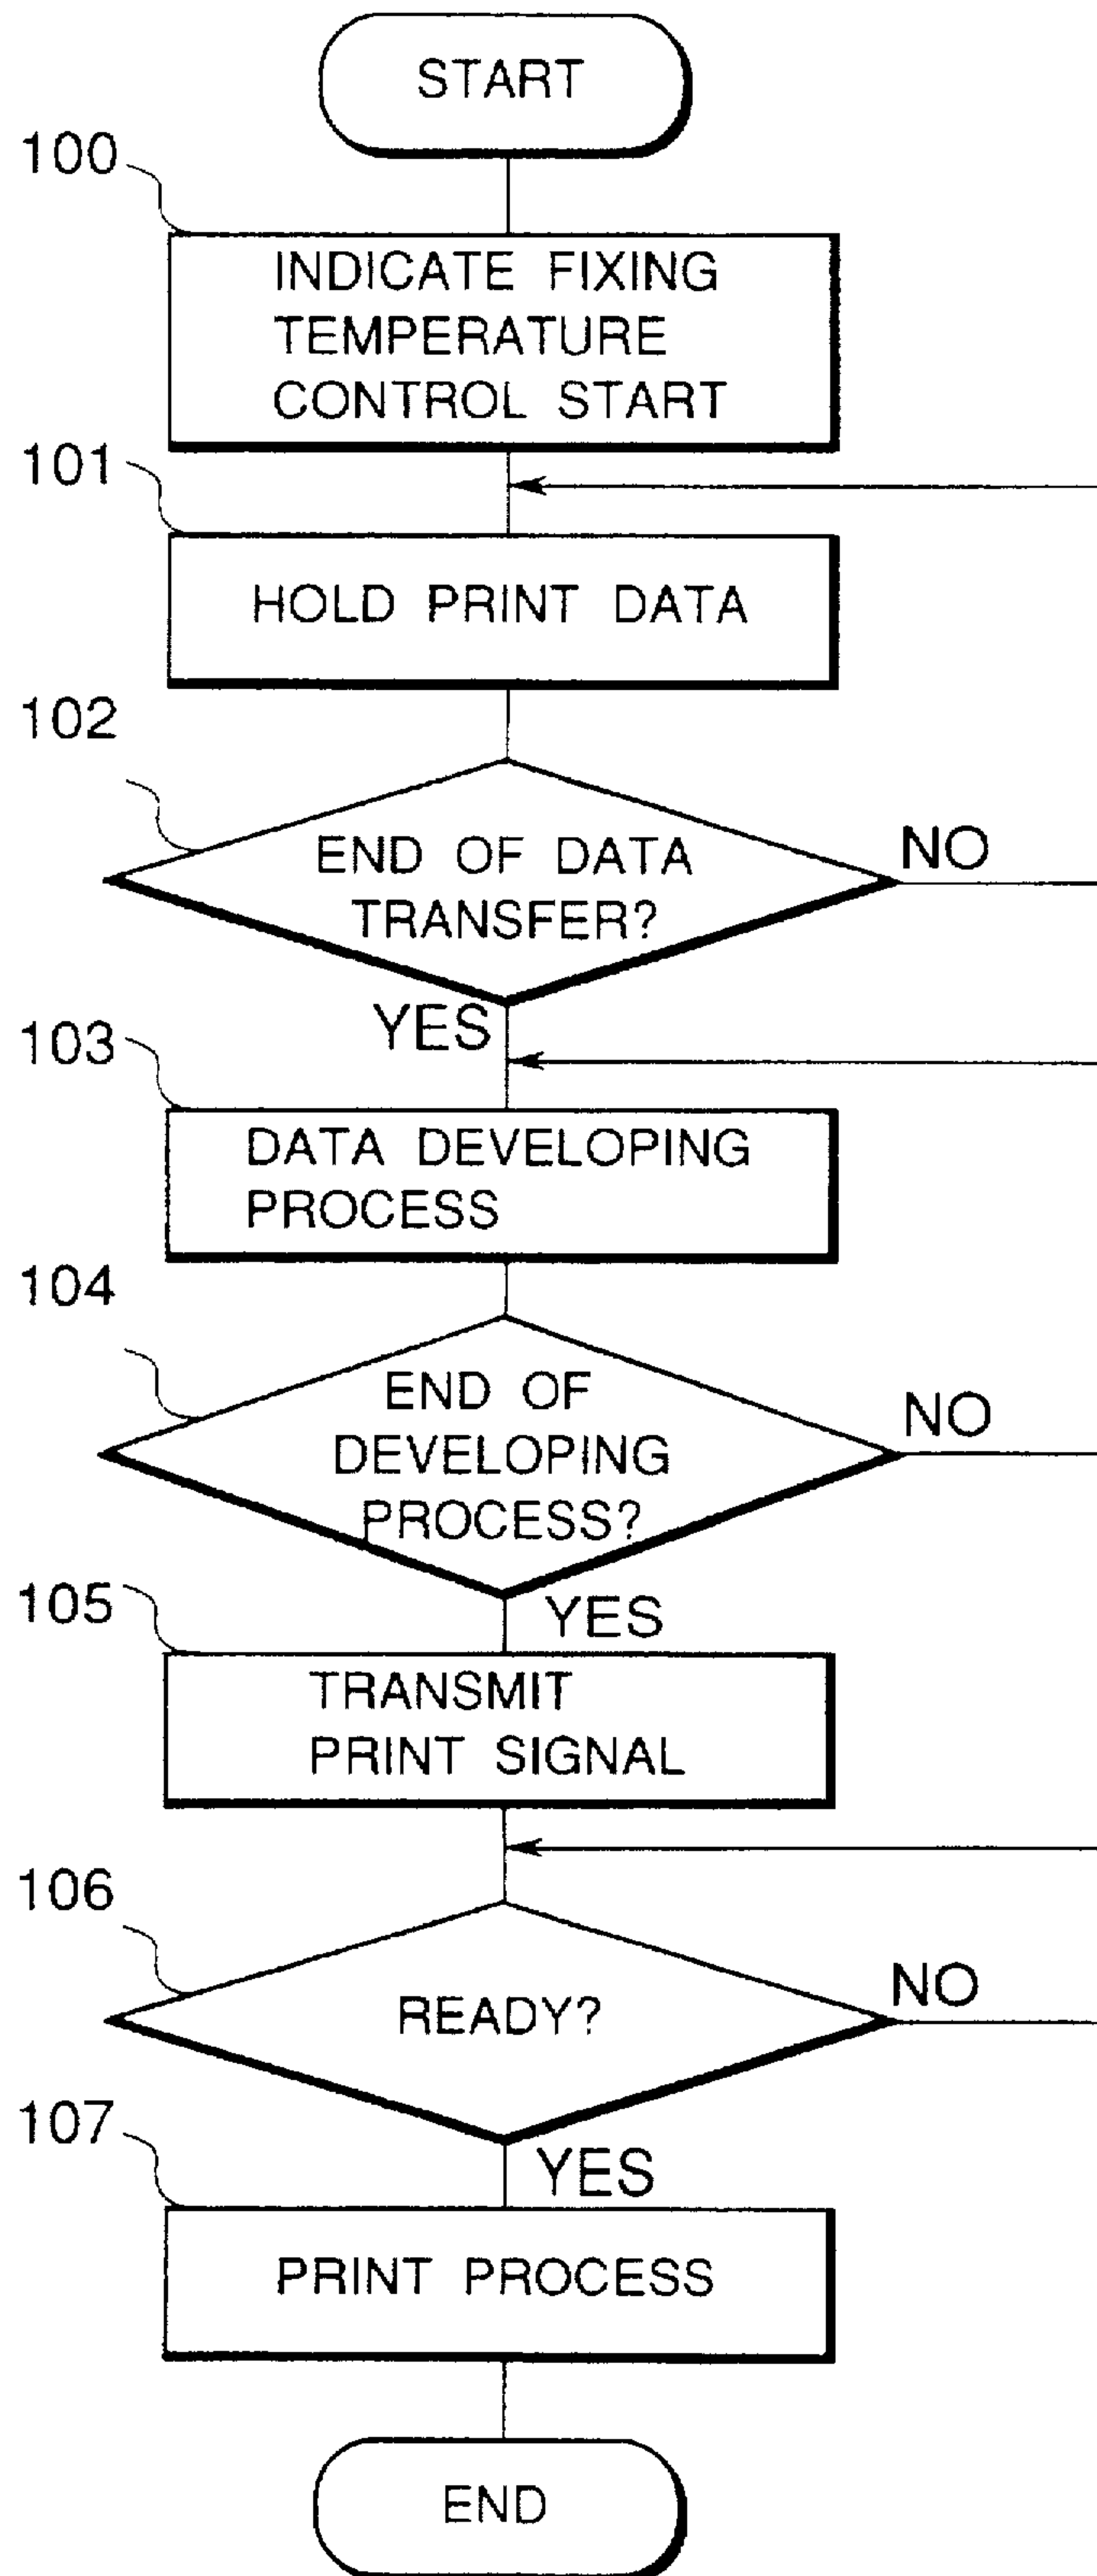 START
100
INDICATE FIXING
TEMPERATURE
CONTROL START
101
HOLD PRINT DATA
102
END OF DATA
TRANSFER?
NO
YES
103
DATA DEVELOPING
PROCESS
104
END OF
DEVELOPING
PROCESS?
NO
YES
105
TRANSMIT
PRINT SIGNAL
106
READY?
NO
YES
107
PRINT PROCESS
END